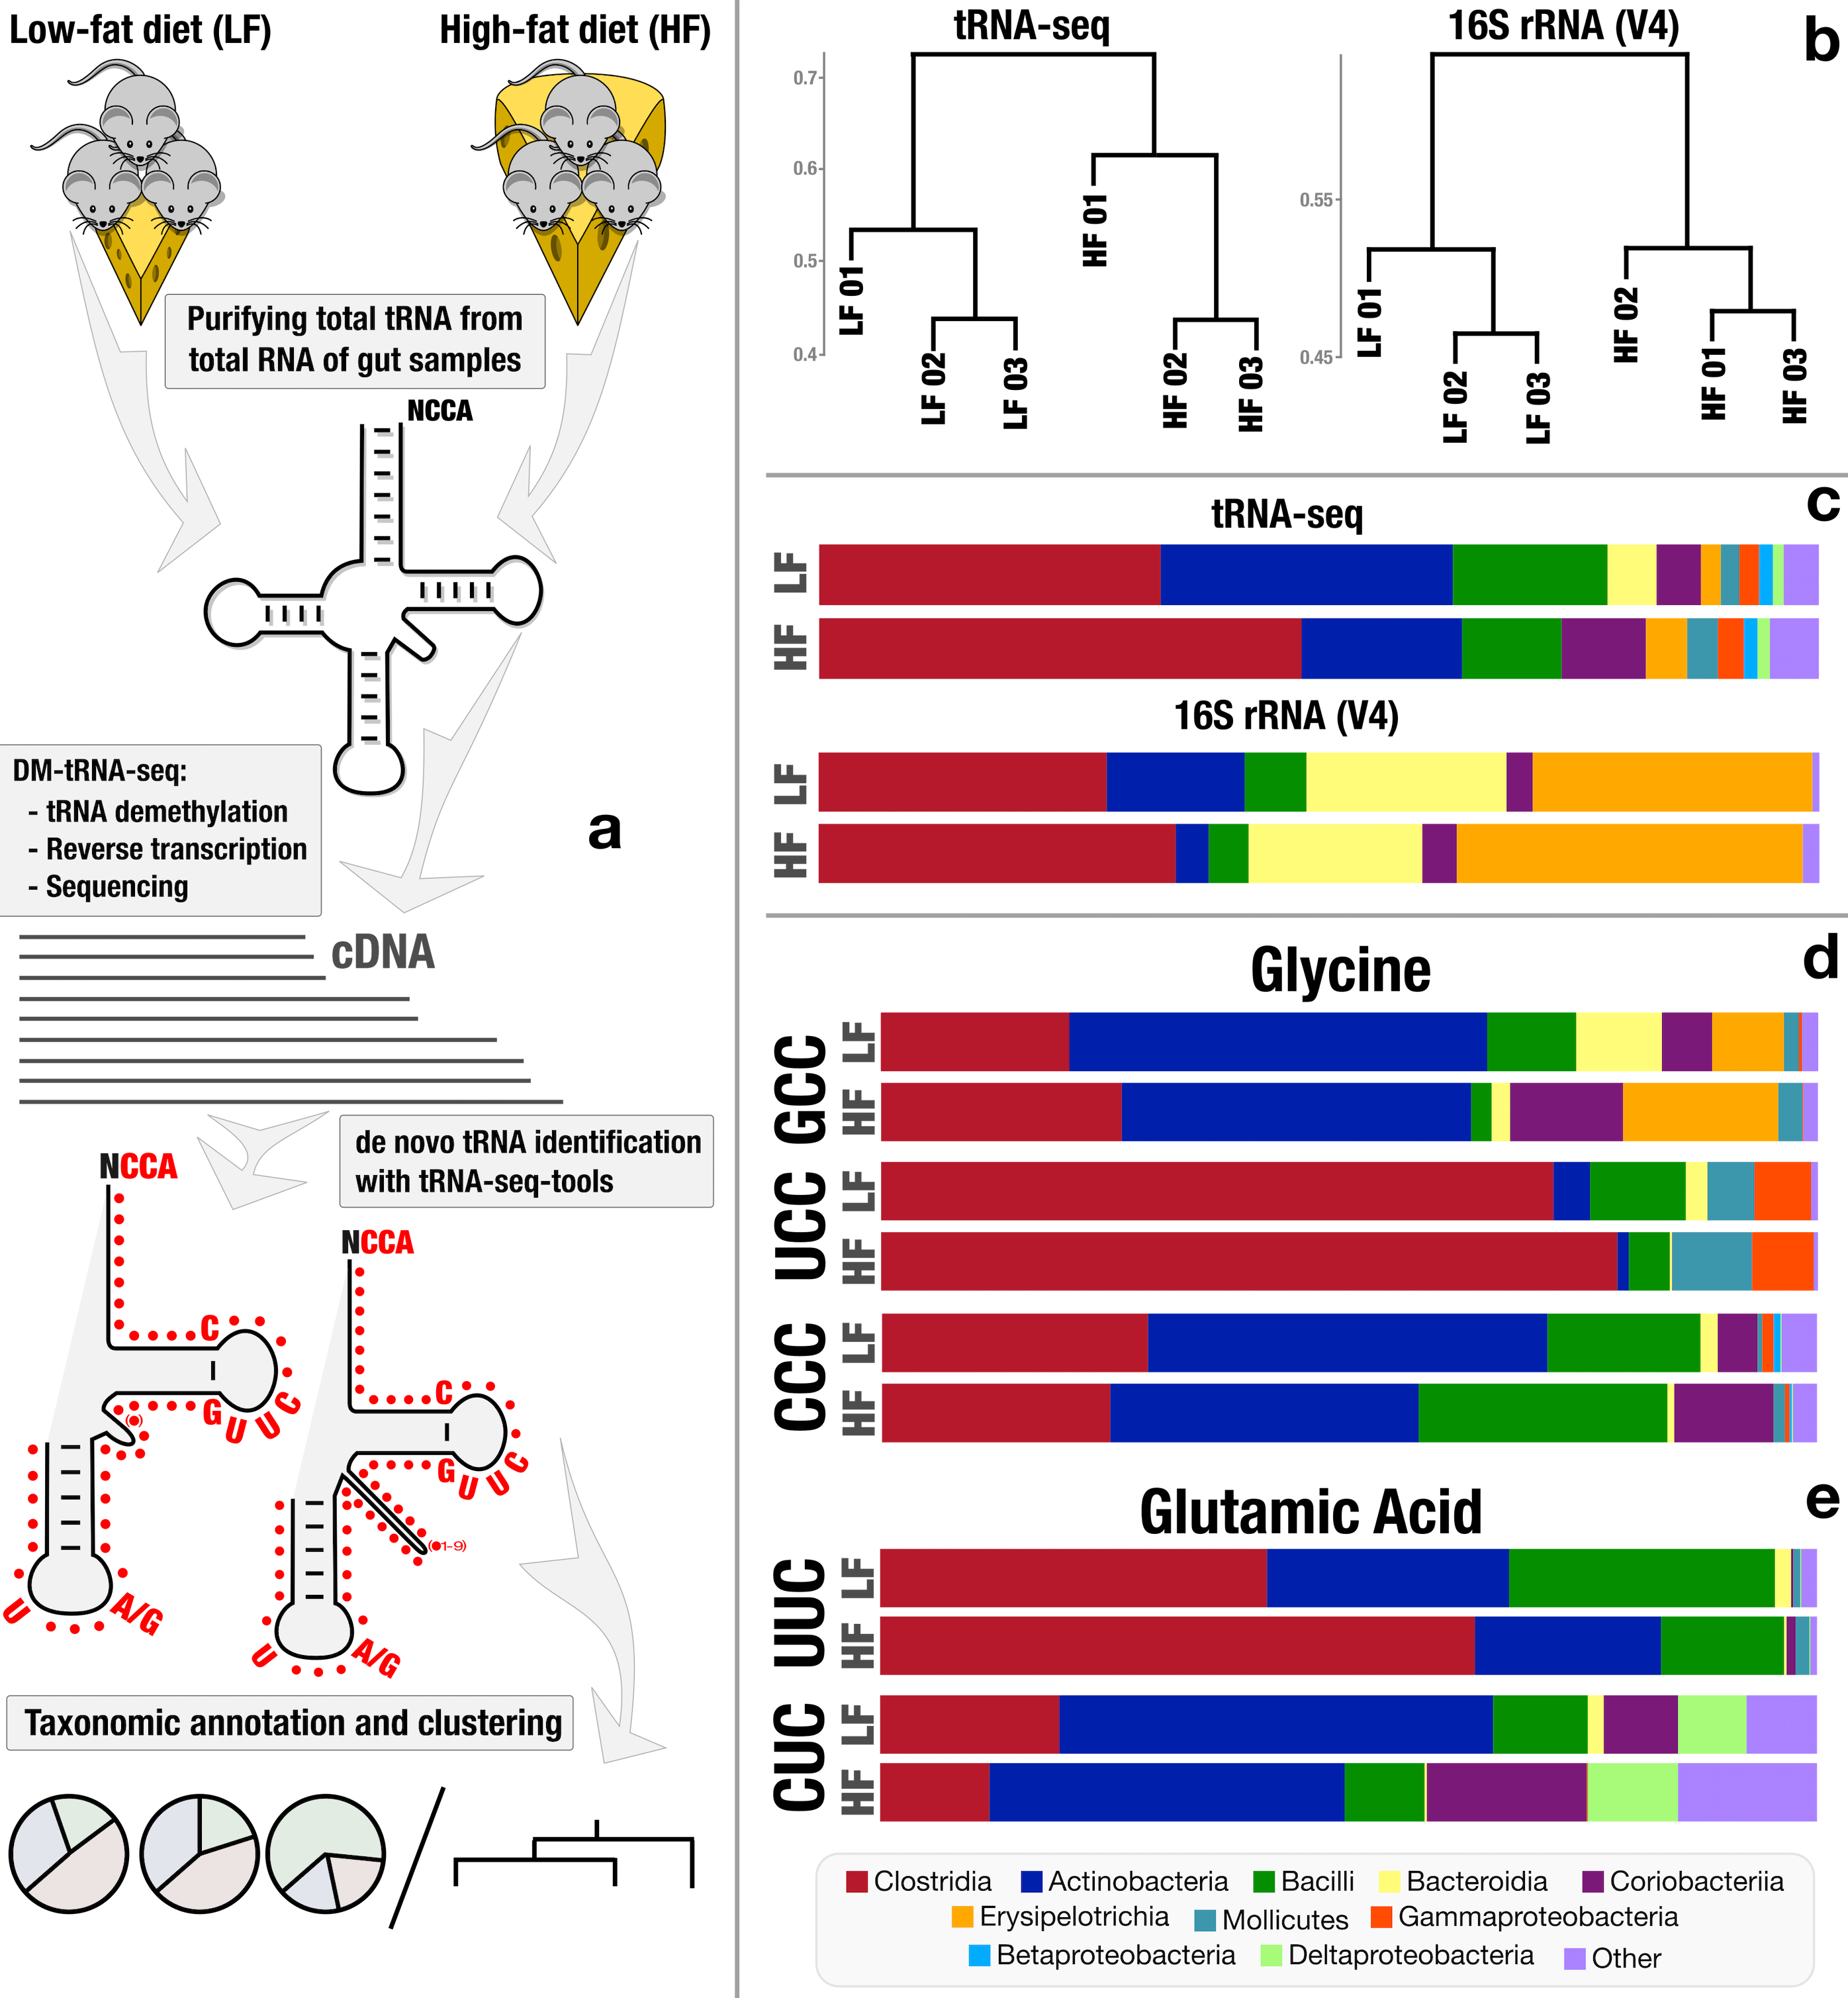 Low-fat diet (LF)
High-fat diet (HF)
Purifying total tRNA from
total RNA of gut samples
NCCA
DM-tRNA-seq:
- tRNA demethylation
- Reverse transcription
- Sequencing
a
cDNA
de novo tRNA identification
with tRNA-seq-tools
NCCA
C
G
U
U
C
(•)
U
A/G
NCCA
C
G
U
U
C
(•1-9)
U
A/G
Taxonomic annotation and clustering
b
tRNA-seq
0.7
0.6
0.5
0.4
LF 01
LF 02
LF 03
HF 01
HF 02
HF 03
16S rRNA (V4)
0.55
0.45
LF 01
LF 02
LF 03
HF 02
HF 01
HF 03
c
tRNA-seq
LF
HF
16S rRNA (V4)
LF
HF
d
Glycine
GCC
LF
HF
UCC
LF
HF
CCC
LF
HF
e
Glutamic Acid
UUC
LF
HF
CUC
LF
HF
Clostridia Actinobacteria Bacilli Bacteroidia Coriobacteriia
Erysipelotrichia Mollicutes Gammaproteobacteria
Betaproteobacteria Deltaproteobacteria Other